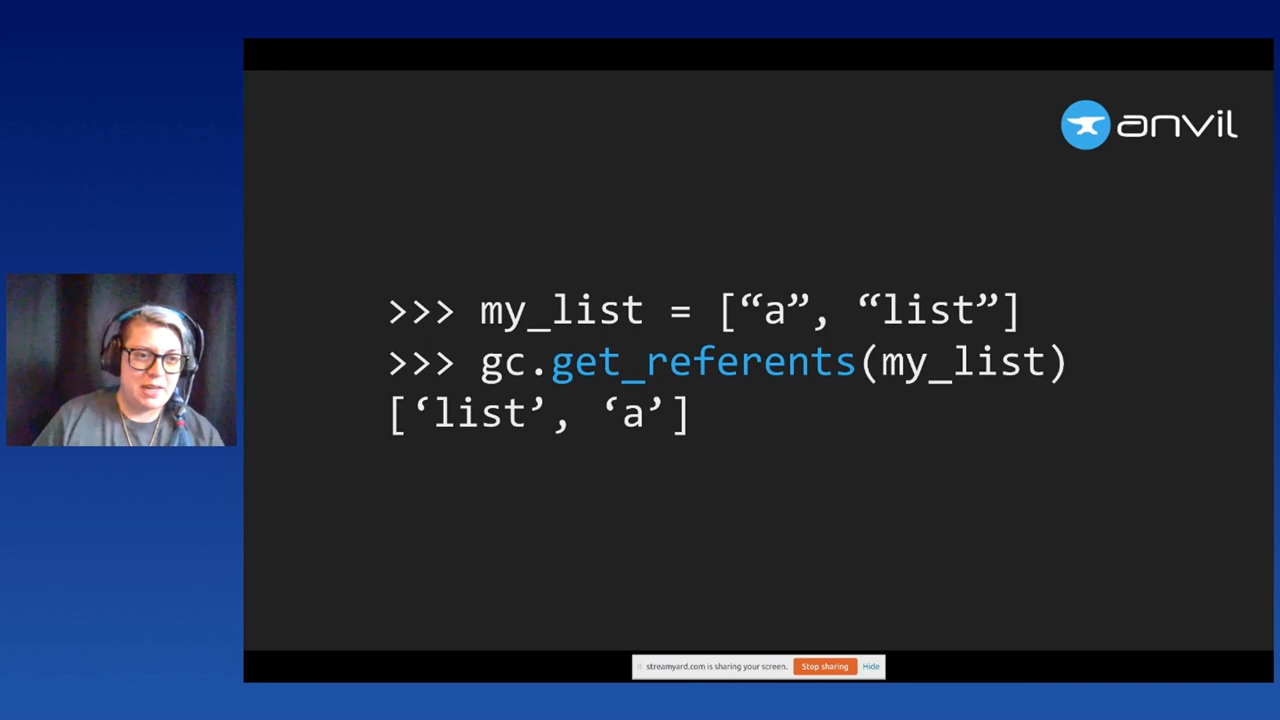 anvil
>>> my_list = [“a”, “list”]
>>> gc.get_referents(my_list)
[‘list’, ‘a’]
streamyard.com is sharing your screen. Stop sharing Hide